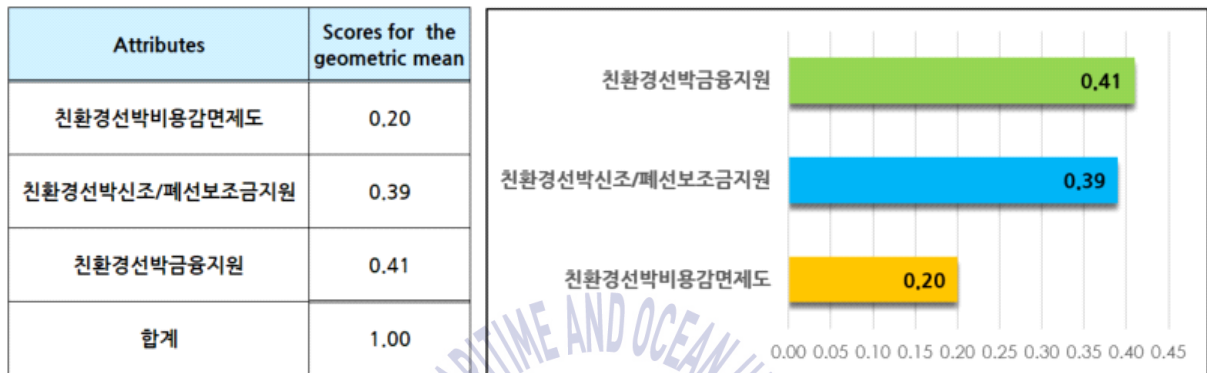 Attributes
Scores for the
geometric mean
친환경선박비용감면제도
0.20
친환경선박신조/폐선보조금지원
0.39
친환경선박금융지원
0.41
합계
1.00
친환경선박금융지원
0.41
친환경선박신조/폐선보조금지원
0.39
친환경선박비용감면제도
0.20
0.00 0.05 0.10 0.15 0.20 0.25 0.30 0.35 0.40 0.45
TIME AND OCEAN